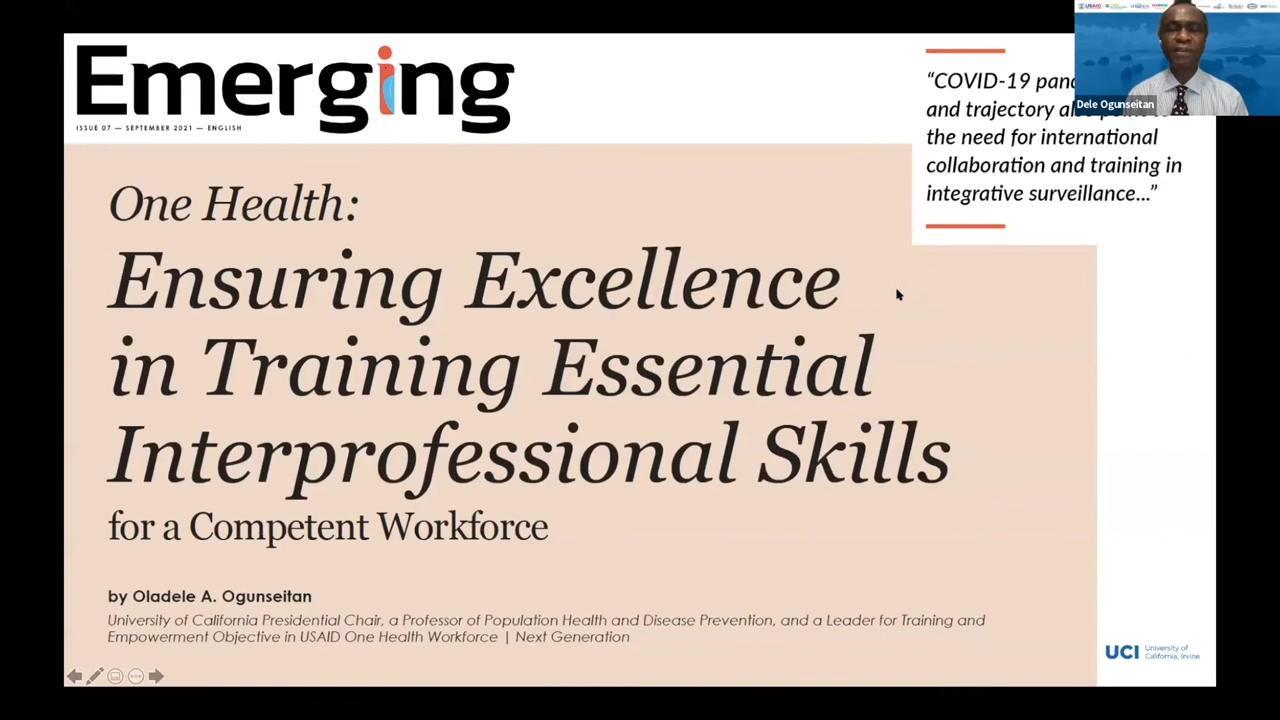 Emerging
ISSUE 07 — SEPTEMBER 2021 — ENGLISH
“COVID-19
and trajectory
the need for international
collaboration and training in
integrative surveillance...”
USAID
Dele Ogunseitan
One Health:
Ensuring Excellence
in Training Essential
Interprofessional Skills
for a Competent Workforce
by Oladele A. Ogunseitan
University of California Presidential Chair, a Professor of Population Health and Disease Prevention, and a Leader for Training and
Empowerment Objective in USAID One Health Workforce | Next Generation
UCI University of
California, Irvine